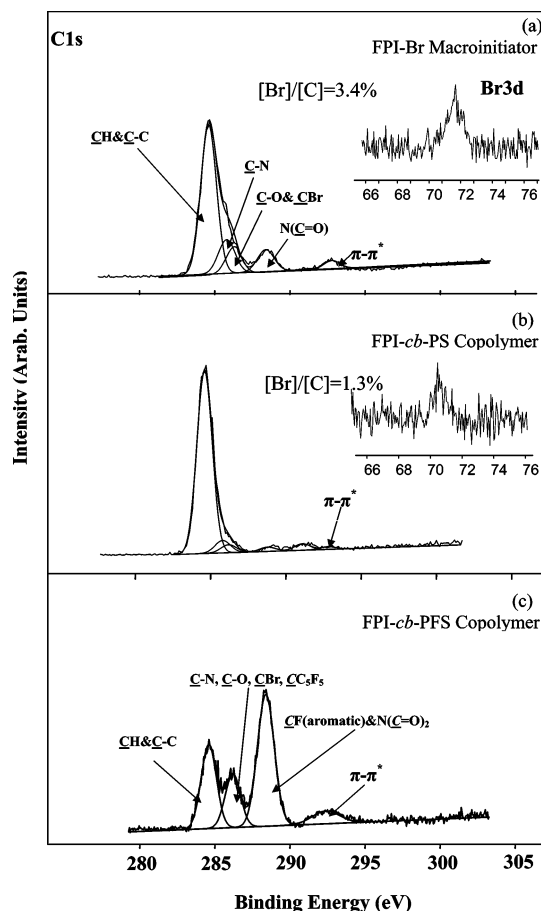 C1s
(a)
FPI-Br Macroinitiator
[Br]/[C]=3.4%
Br3d
CH&C-C
C-N
C-O& CBr
N(C=O)
π-π*
66 68 70 72 74 76
(b)
FPI-cb-PS Copolymer
[Br]/[C]=1.3%
π-π*
66 68 70 72 74 76
(c)
FPI-cb-PFS Copolymer
C-N, C-O, CBr, CC₅F₅
CF(aromatic)&N(C=O)₂
CH&C-C
π-π*
280 285 290 295 300 305
Binding Energy (eV)
Intensity (Arab. Units)